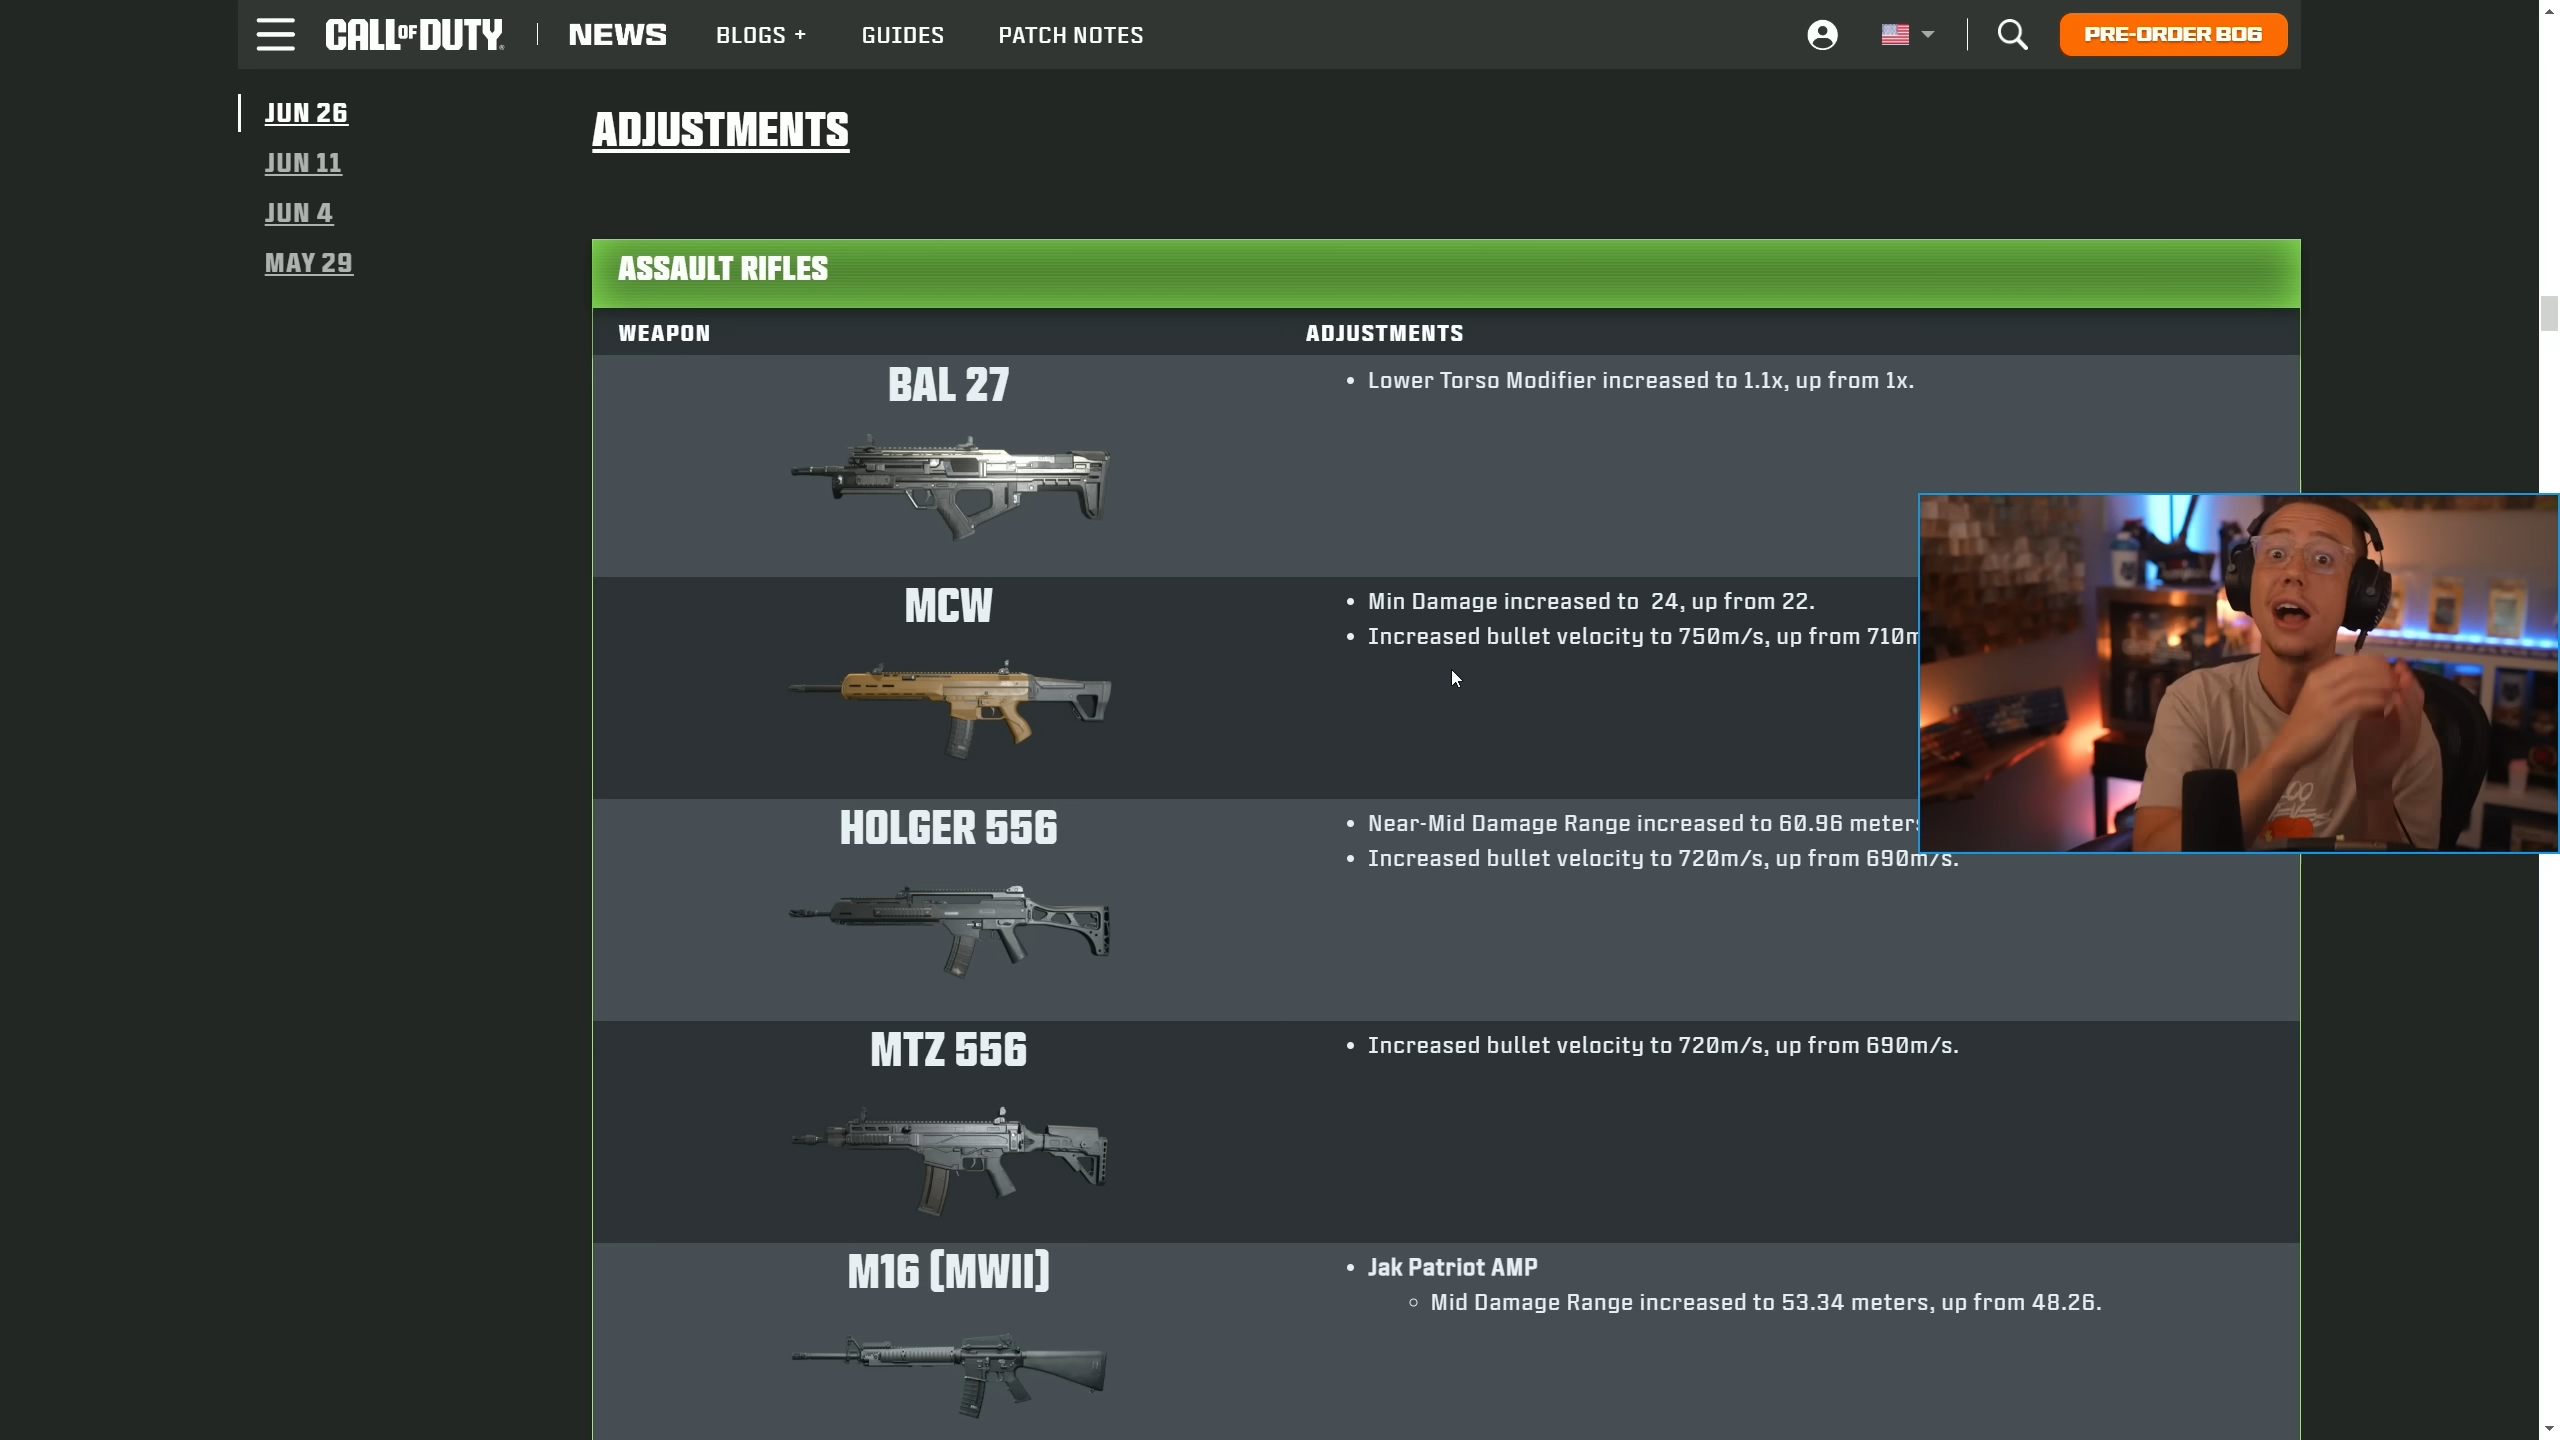 CALL OF DUTY
NEWS
BLOGS +
GUIDES
PATCH NOTES
PRE-ORDER BO6
JUN 26
JUN 11
JUN 4
MAY 29
ADJUSTMENTS
ASSAULT RIFLES
WEAPON
ADJUSTMENTS
BAL 27
• Lower Torso Modifier increased to 1.1x, up from 1x.
MCW
• Min Damage increased to 24, up from 22.
• Increased bullet velocity to 750m/s, up from 710m
HOLGER 556
• Near-Mid Damage Range increased to 60.96 meters
• Increased bullet velocity to 720m/s, up from 690m/s.
MTZ 556
• Increased bullet velocity to 720m/s, up from 690m/s.
M16 (MWII)
• Jak Patriot AMP
○ Mid Damage Range increased to 53.34 meters, up from 48.26.